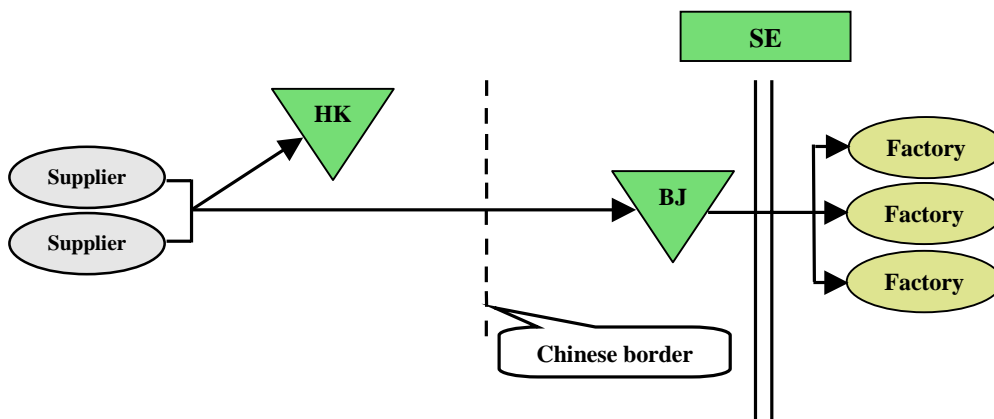 SE
HK
Supplier
Supplier
BJ
Factory
Factory
Factory
Chinese border